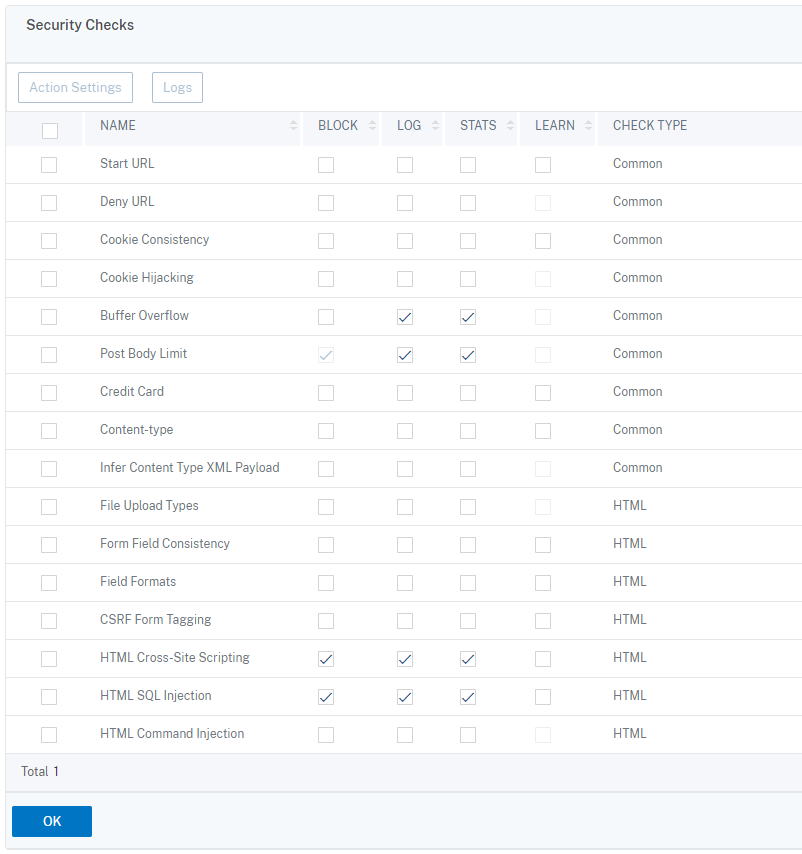 Security Checks
Action Settings Logs
NAME BLOCK LOG STATS LEARN CHECK TYPE
Start URL Common
Deny URL Common
Cookie Consistency Common
Cookie Hijacking Common
Buffer Overflow Common
Post Body Limit Common
Credit Card Common
Content-type Common
Infer Content Type XML Payload Common
File Upload Types HTML
Form Field Consistency HTML
Field Formats HTML
CSRF Form Tagging HTML
HTML Cross-Site Scripting HTML
HTML SQL Injection HTML
HTML Command Injection HTML
Total 1
OK